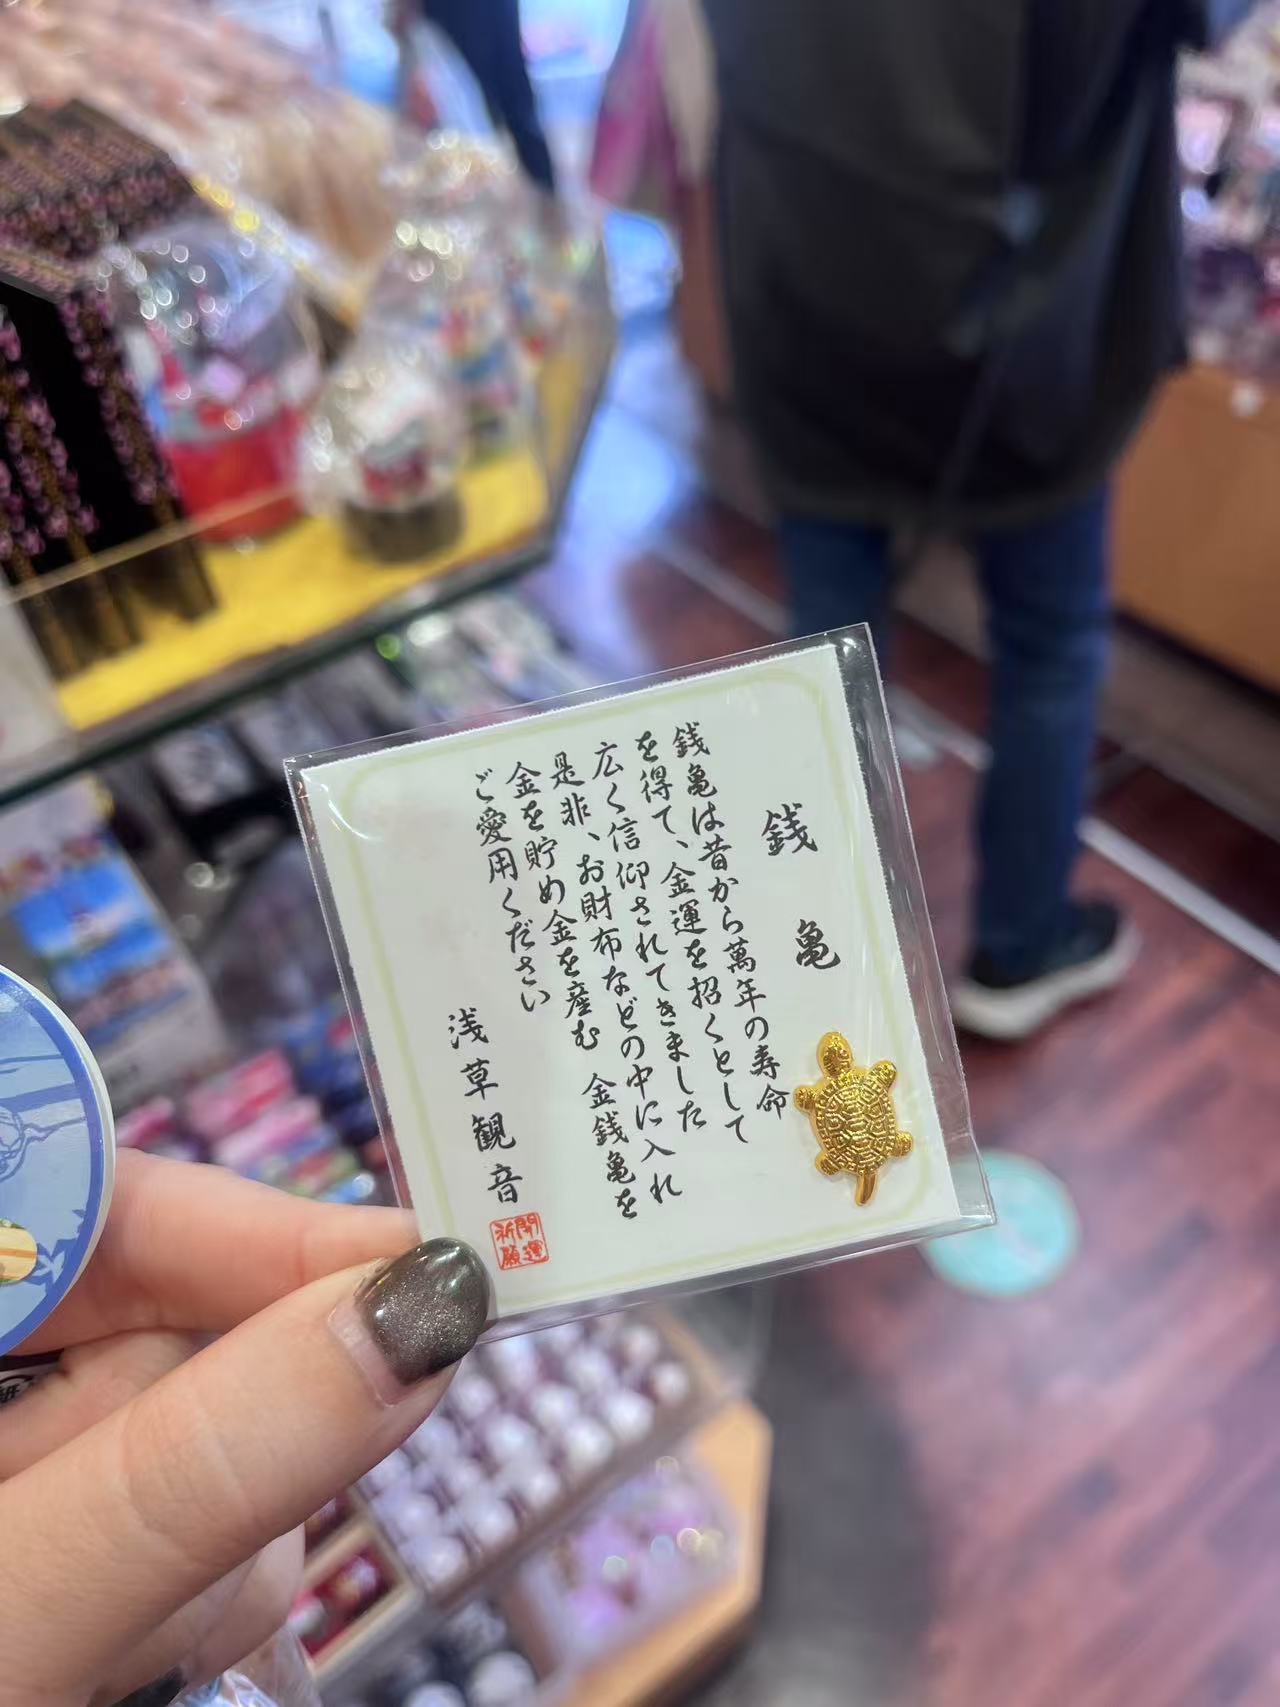 銭亀
銭亀は昔から萬年の寿命
を得て、金運を招くとして
広く信仰されてきました
是非、お財布などの中に入れ
金を貯め金を産む 金銭亀を
ご愛用ください
浅草観音
開運
祈願